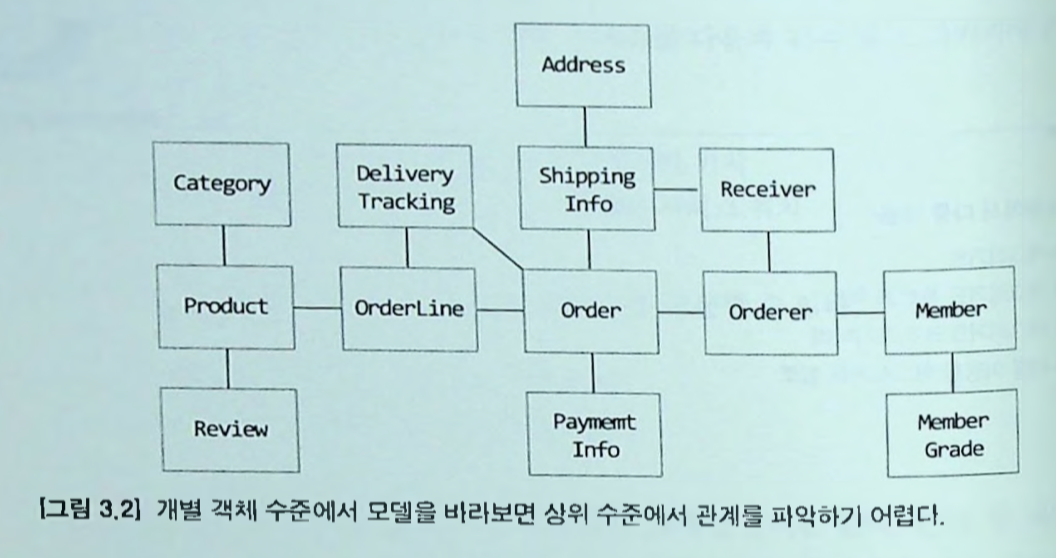 Address
Category
Delivery
Tracking
Shipping
Info
Receiver
Product
OrderLine
Order
Orderer
Member
Review
Paymemt
Info
Member
Grade
[그림 3.2] 개별 객체 수준에서 모델을 바라보면 상위 수준에서 관계를 파악하기 어렵다.